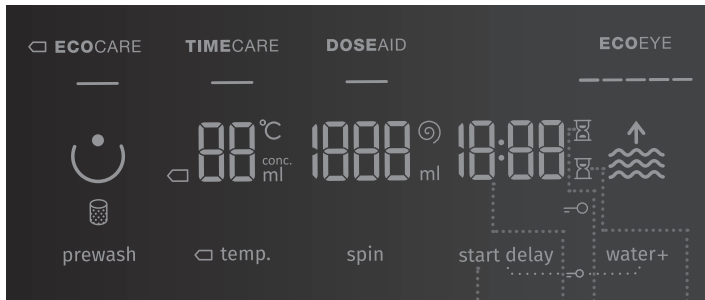 ECOCARE TIMECARE DOSEAID ECOEYE
88 °C 1888 18:88
conc.
ml ml
prewash temp. spin start delay water+